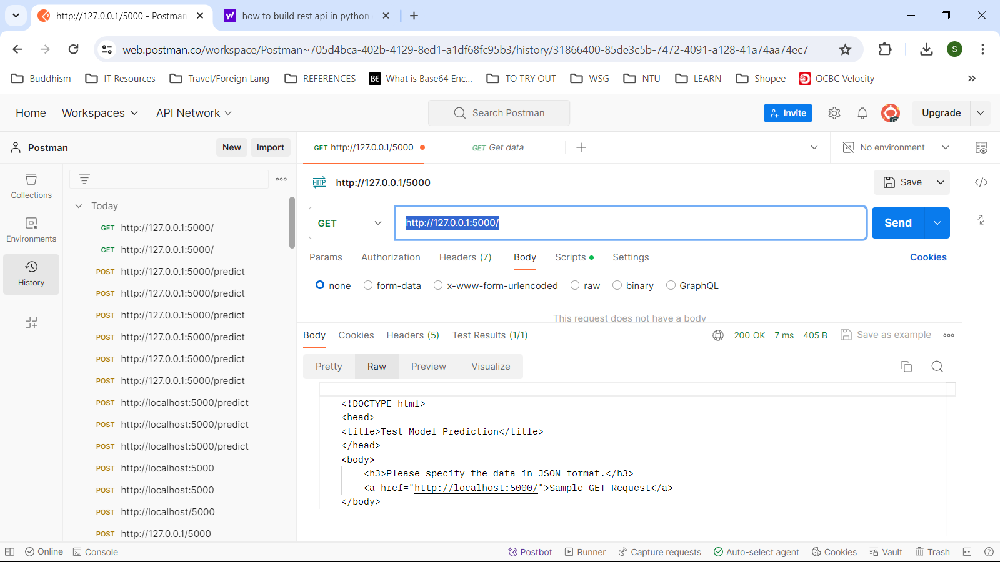 http://127.0.0.1/5000 - Postman
how to build rest api in python
web.postman.co/workspace/Postman~705d4bca-402b-4129-8ed1-a1df68fc95b3/history/31866400-85de3c5b-7472-4091-a128-41a74aa74ec7
S
Buddhism IT Resources Travel/Foreign Lang REFERENCES BE What is Base64 Enc... TO TRY OUT WSG NTU LEARN Shopee OCBC Velocity
Home Workspaces API Network Search Postman Invite Upgrade
Postman New Import GET http://127.0.0.1/5000 GET Get data No environment
HTTP http://127.0.0.1/5000 Save
Collections
Environments
History
Today
GET http://127.0.0.1:5000/
GET http://127.0.0.1:5000/
POST http://127.0.0.1:5000/predict
POST http://127.0.0.1:5000/predict
POST http://127.0.0.1:5000/predict
POST http://127.0.0.1:5000/predict
POST http://127.0.0.1:5000/predict
POST http://127.0.0.1:5000/predict
POST http://localhost:5000/predict
POST http://localhost:5000/predict
POST http://localhost:5000/predict
POST http://localhost:5000
POST http://localhost:5000
POST http://localhost/5000
POST http://127.0.0.1/5000
GET http://127.0.0.1:5000/ Send
Params Authorization Headers (7) Body Scripts Settings Cookies
none form-data x-www-form-urlencoded raw binary GraphQL
This request does not have a body
Body Cookies Headers (5) Test Results (1/1) 200 OK 7 ms 405 B Save as example
Pretty Raw Preview Visualize
<!DOCTYPE html>
<head>
<title>Test Model Prediction</title>
</head>
<body>
<h3>Please specify the data in JSON format.</h3>
<a href="http://localhost:5000/">Sample GET Request</a>
</body>
Online Console Postbot Runner Capture requests Auto-select agent Cookies Vault Trash